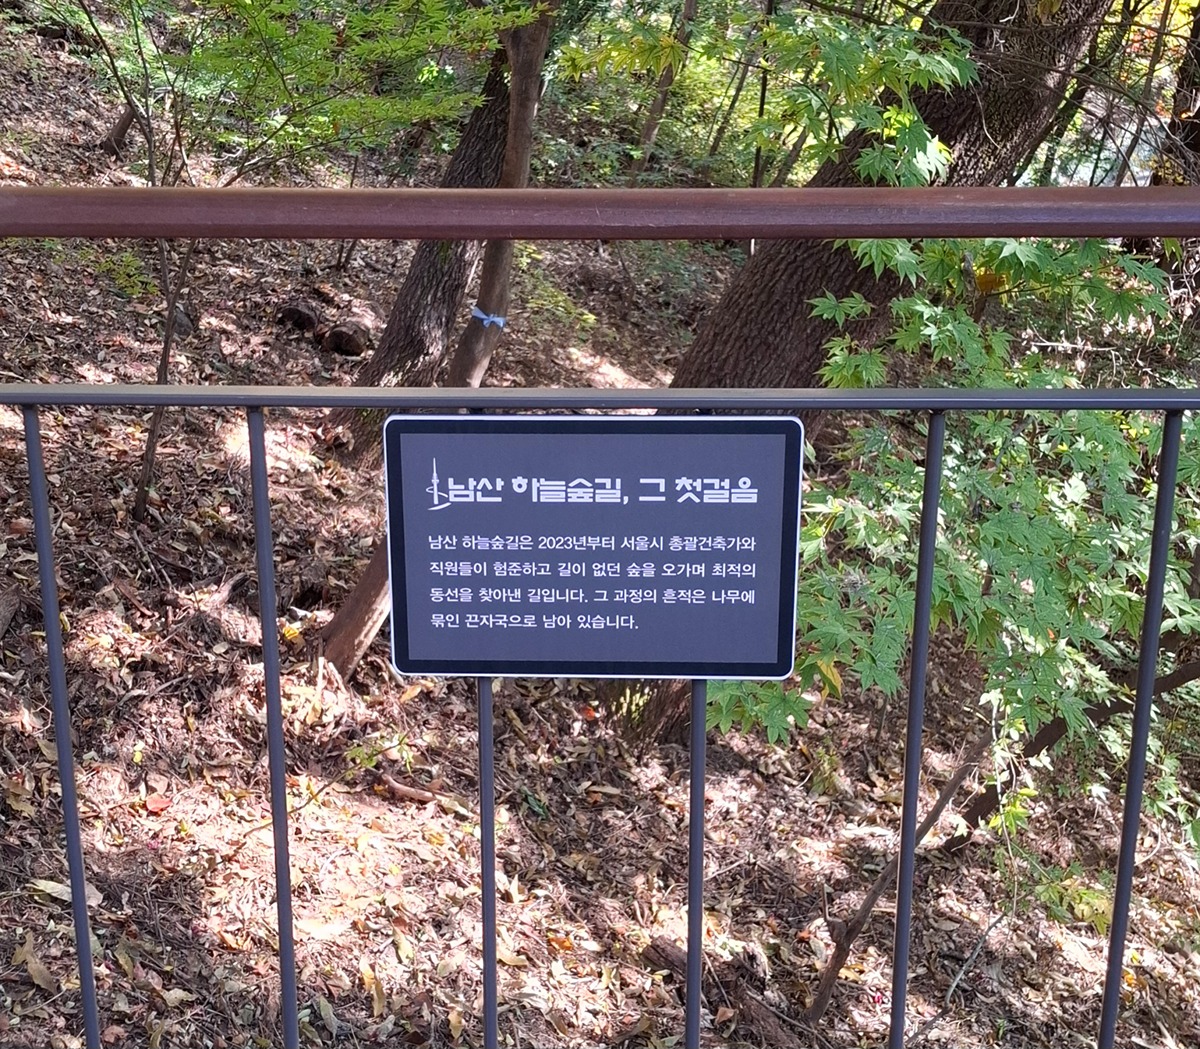 남산 하늘숲길, 그 첫걸음
남산 하늘숲길은 2023년부터 서울시 총괄건축가와
직원들이 험준하고 길이 없던 숲을 오가며 최적의
동선을 찾아낸 길입니다. 그 과정의 흔적은 나무에
묶인 끈자국으로 남아 있습니다.